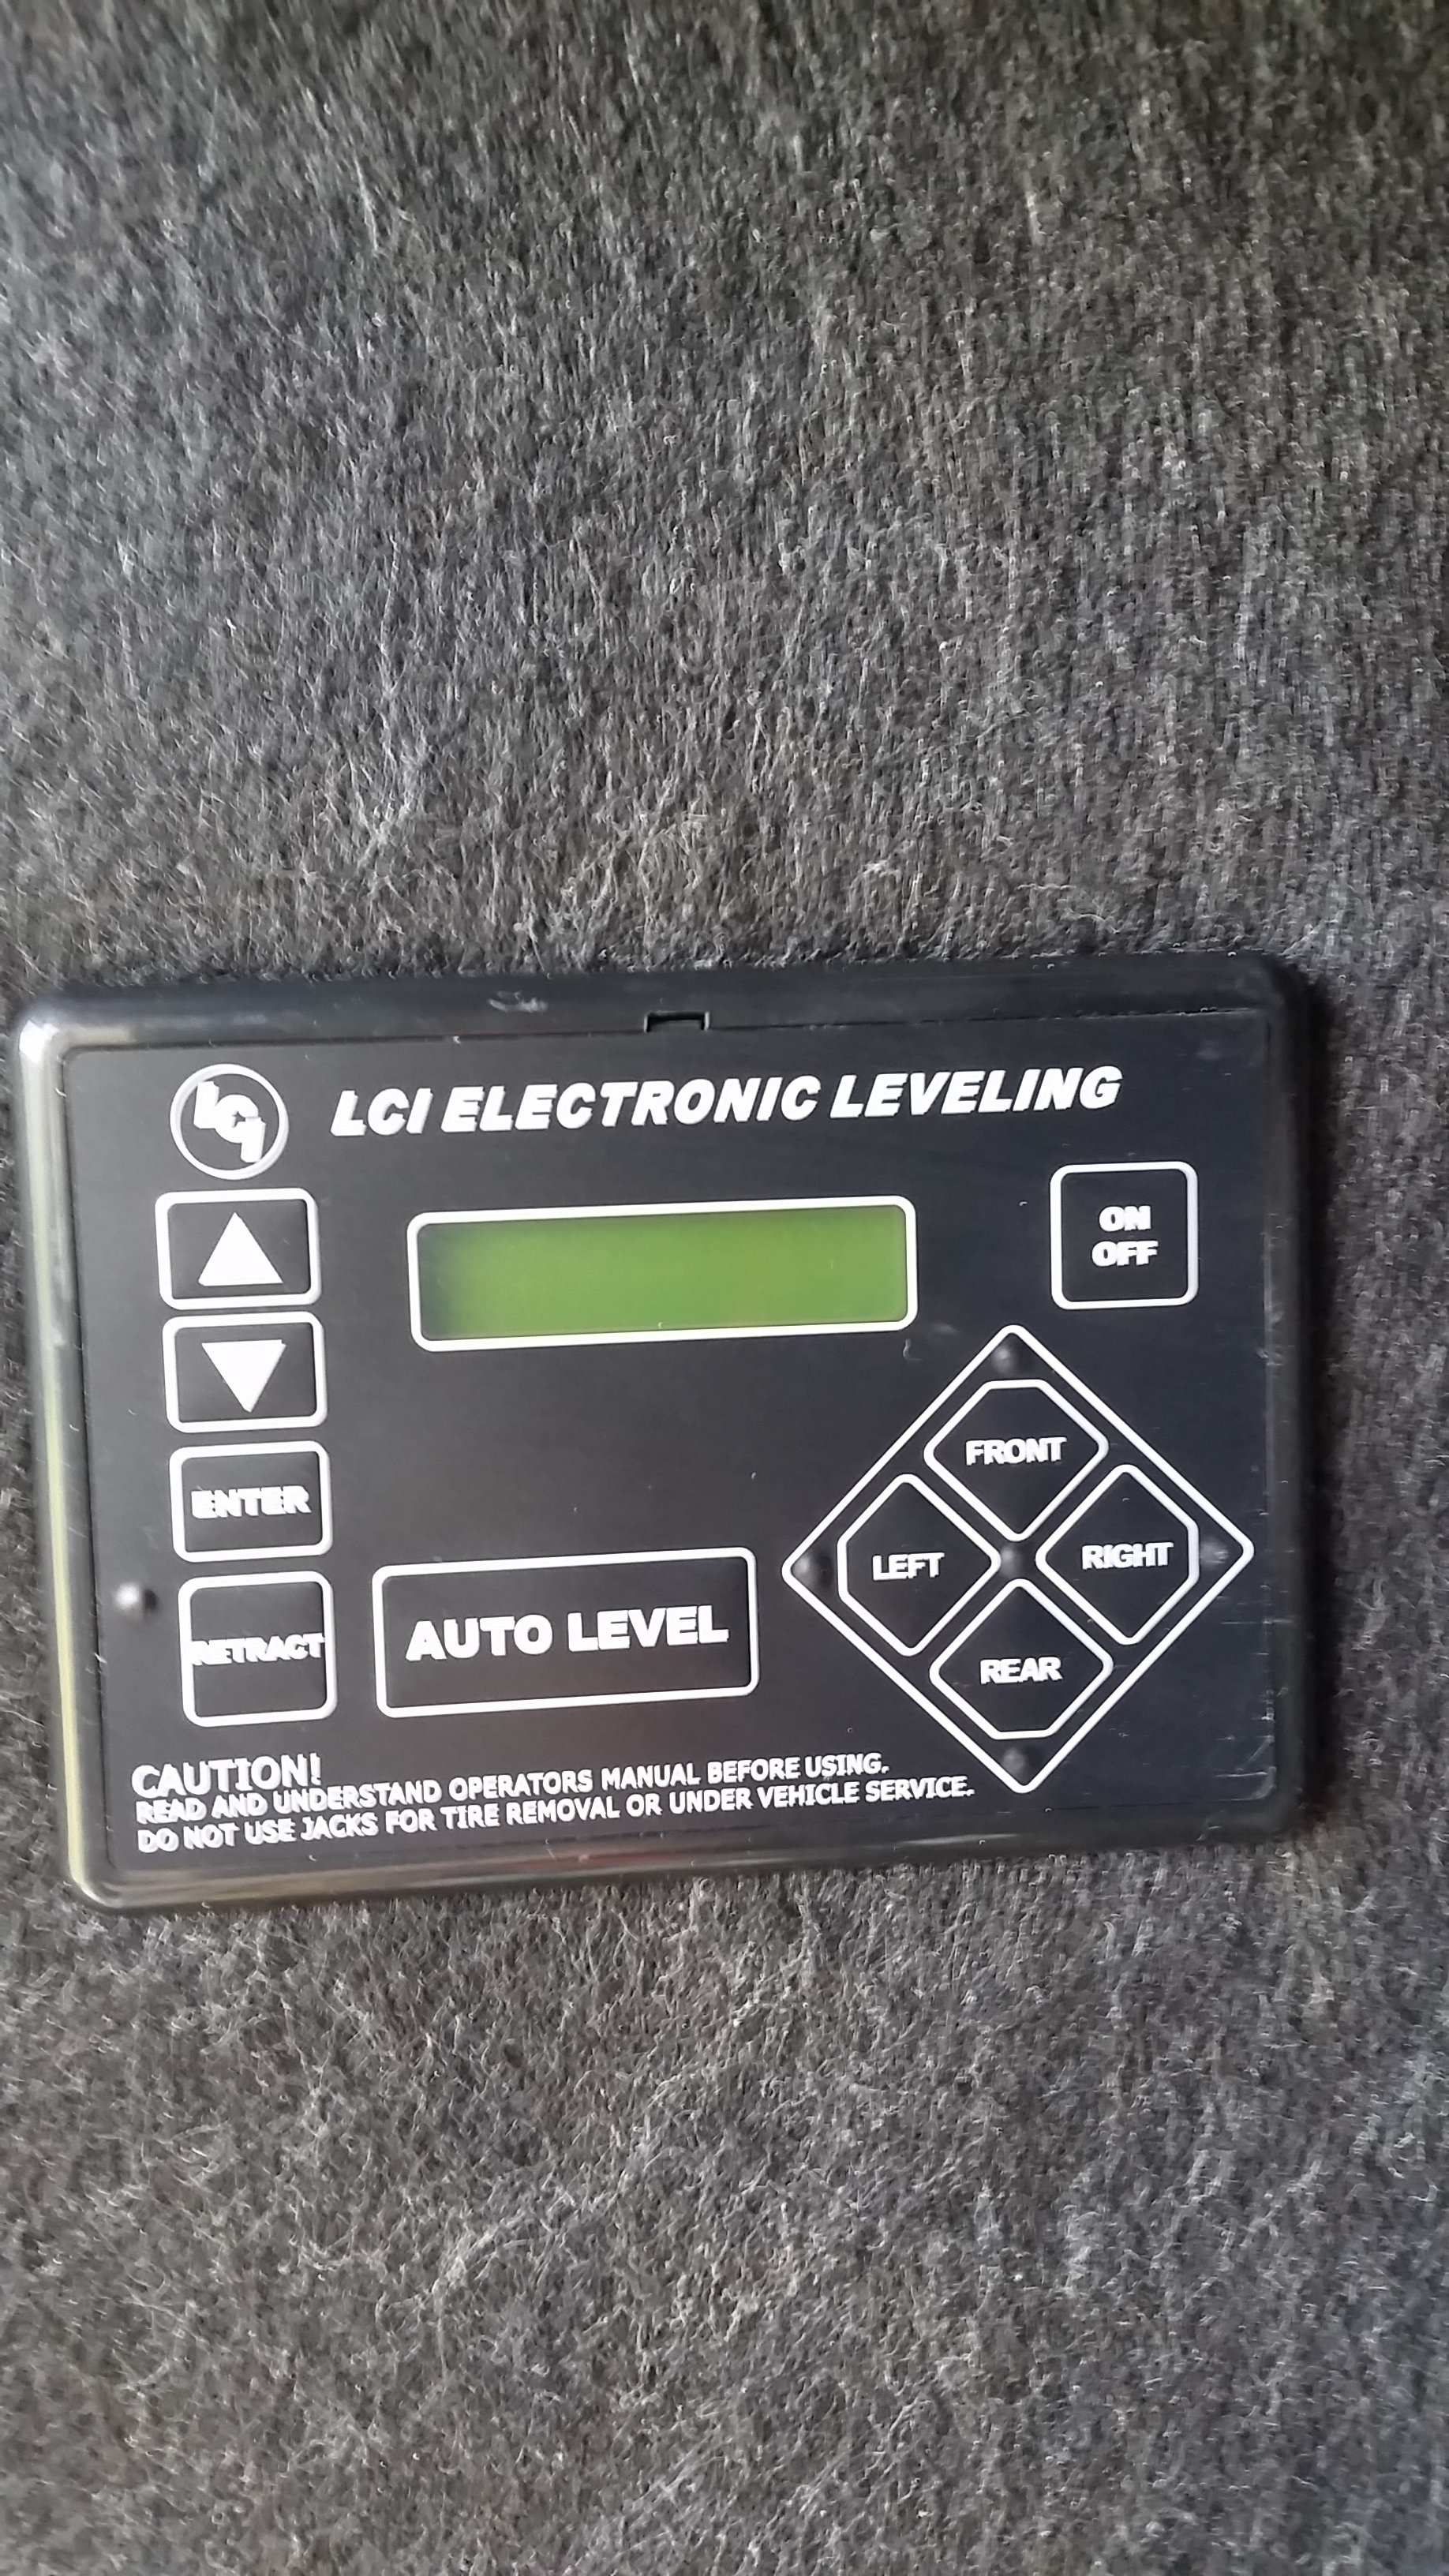 LCI LCI ELECTRONIC LEVELING
ON
OFF
FRONT
ENTER
LEFT
RIGHT
RETRACT
AUTO LEVEL
REAR
CAUTION!
READ AND UNDERSTAND OPERATORS MANUAL BEFORE USING.
DO NOT USE JACKS FOR TIRE REMOVAL OR UNDER VEHICLE SERVICE.